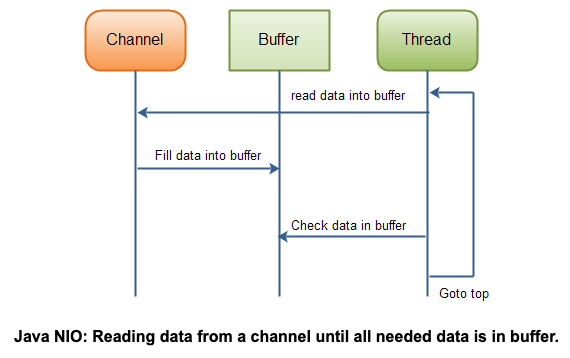 Channel
Buffer
Thread
read data into buffer
Fill data into buffer
Check data in buffer
Goto top
Java NIO: Reading data from a channel until all needed data is in buffer.